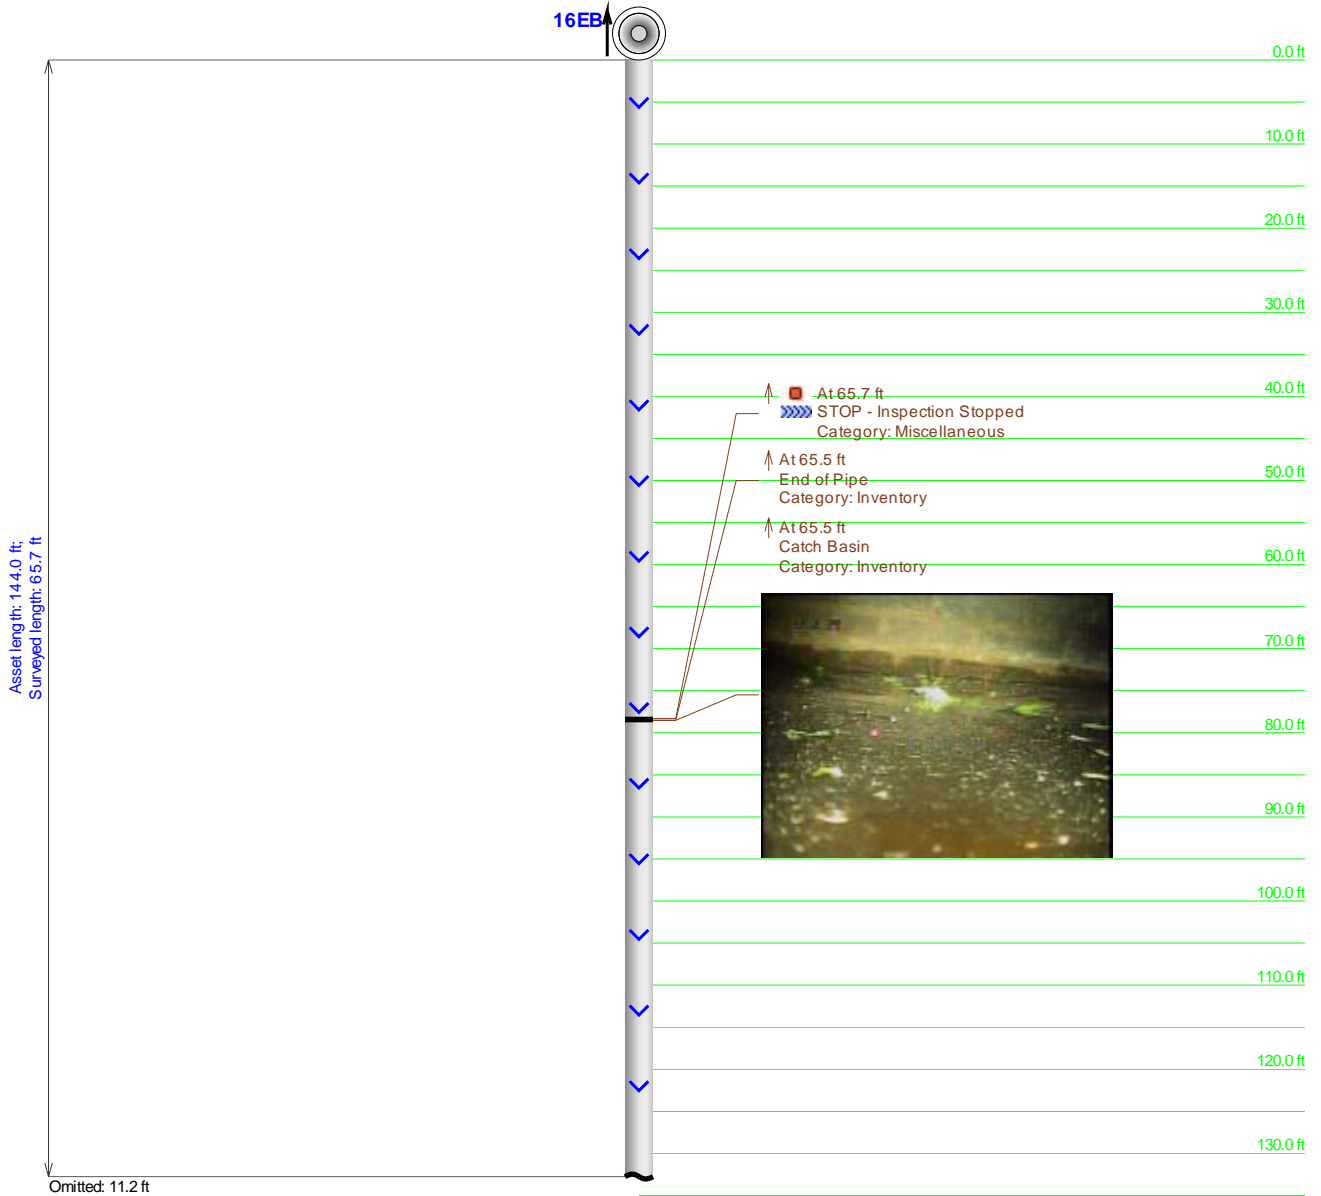 16EB
0.0 ft
10.0 ft
20.0 ft
30.0 ft
40.0 ft
At 65.7 ft
STOP - Inspection Stopped
Category: Miscellaneous
At 65.5 ft
50.0 ft
End of Pipe
Category: Inventory
At 65.5 ft
Catch Basin
60.0 ft
Category: Inventory
Asset length: 144.0 ft;
Surveyed length: 65.7 ft
70.0 ft
80.0 ft
90.0 ft
100.0 ft
110.0 ft
120.0 ft
130.0 ft
Omitted: 11.2 ft